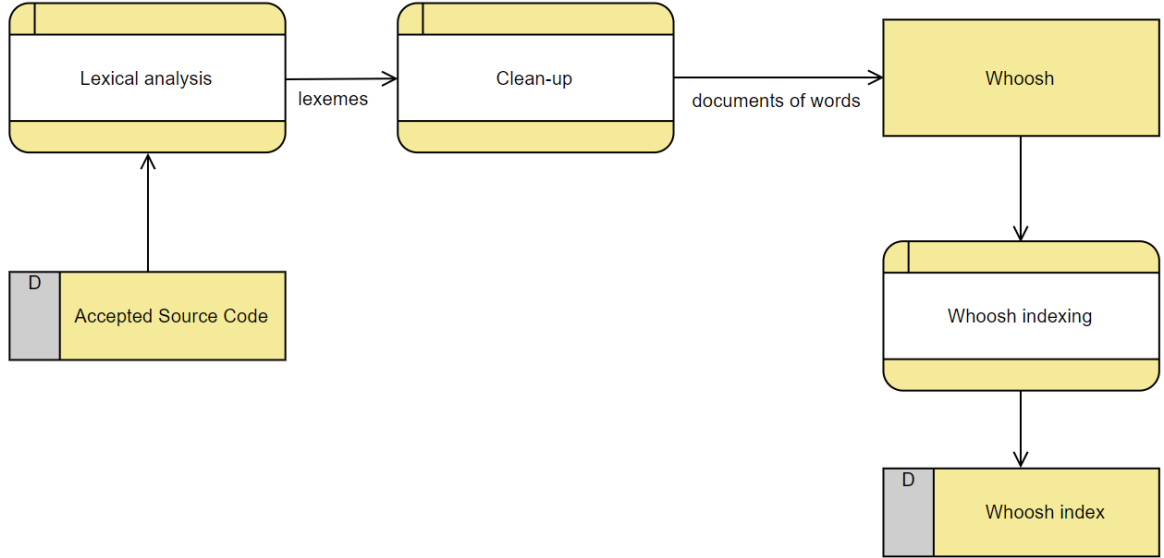 Lexical analysis
lexemes
Clean-up
documents of words
Whoosh
D
Accepted Source Code
Whoosh indexing
D
Whoosh index